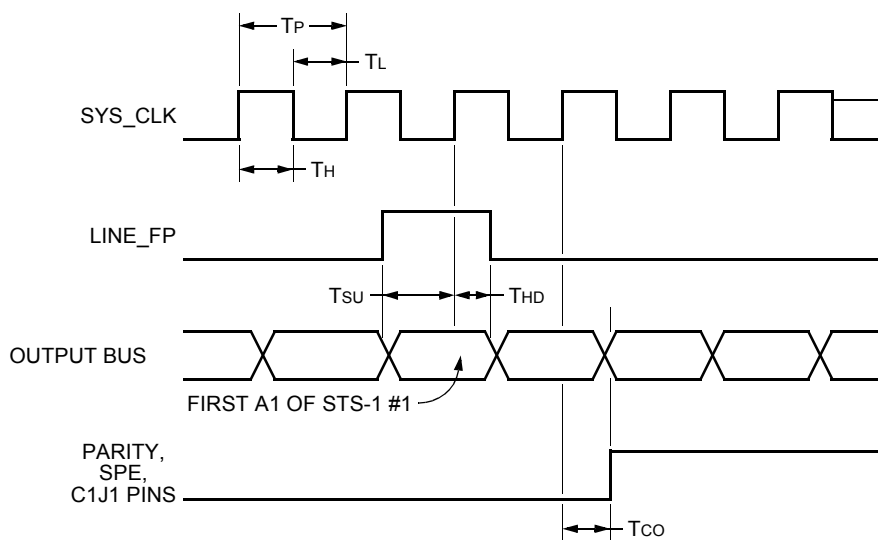 TP
TL
SYS_CLK
TH
LINE_FP
TSU
THD
OUTPUT BUS
FIRST A1 OF STS-1 #1
PARITY,
SPE,
C1J1 PINS
TCO